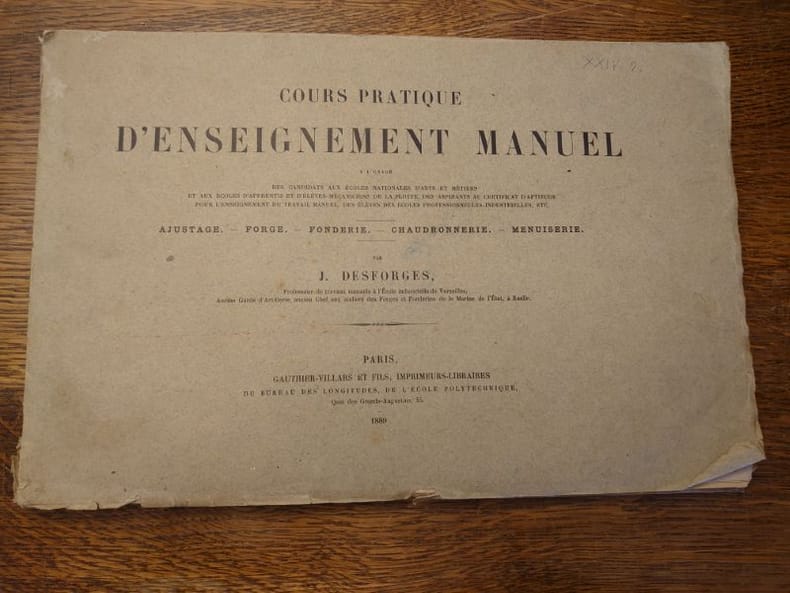 XXIV. 9.
COURS PRATIQUE
D'ENSEIGNEMENT MANUEL
A L'USAGE
DES CANDIDATS AUX ÉCOLES NATIONALES D'ARTS ET MÉTIERS
ET AUX ÉCOLES D'APPRENTIS ET D'ÉLÈVES-MÉCANICIENS DE LA FLOTTE, DES ASPIRANTS AU CERTIFICAT D'APTITUDE
POUR L'ENSEIGNEMENT DU TRAVAIL MANUEL, DES ÉLÈVES DES ÉCOLES PROFESSIONNELLES, INDUSTRIELLES, ETC.
AJUSTAGE. — FORGE. — FONDERIE. — CHAUDRONNERIE. — MENUISERIE.
PAR
J. DESFORGES,
Professeur de travaux manuels à l'École industrielle de Versailles,
Ancien Garde d'Artillerie, ancien Chef aux ateliers des Forges et Fonderies de la Marine de l'État, à Ruelle.
PARIS,
GAUTHIER-VILLARS ET FILS, IMPRIMEURS-LIBRAIRES
DU BUREAU DES LONGITUDES, DE L'ÉCOLE POLYTECHNIQUE,
Quai des Grands-Augustins, 55.
1889